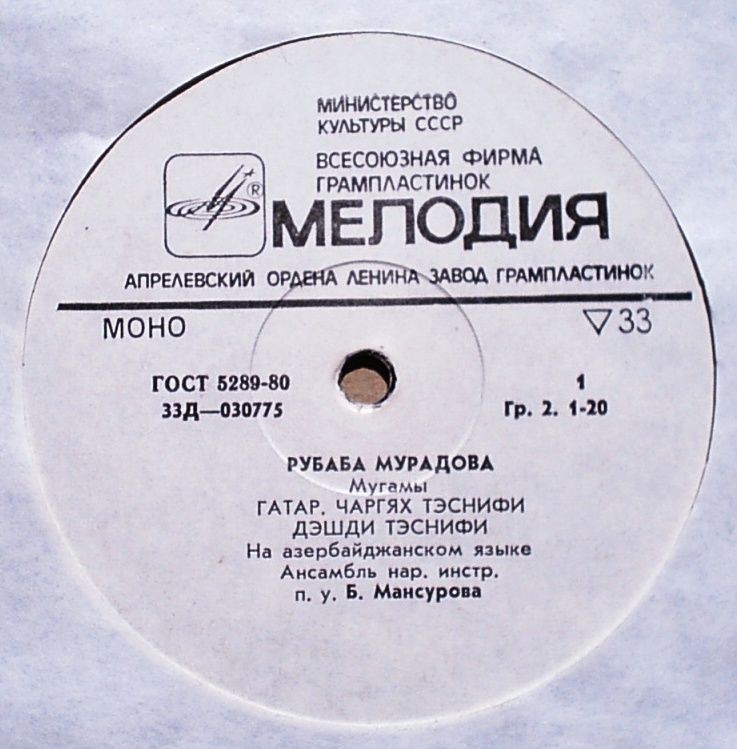 МИНИСТЕРСТВО
КУЛЬТУРЫ СССР
ВСЕСОЮЗНАЯ ФИРМА
ГРАМПЛАСТИНОК
®
МЕЛОДИЯ
АПРЕЛЕВСКИЙ ОРДЕНА ЛЕНИНА ЗАВОД ГРАМПЛАСТИНОК
МОНО ▽33
ГОСТ 5289-80 1
33Д—030775 Гр. 2. 1-20
РУБАБА МУРАДОВА
Мугамы
ГАТАР. ЧАРГЯХ ТЭСНИФИ
ДЭШДИ ТЭСНИФИ
На азербайджанском языке
Ансамбль нар. инстр.
п. у. Б. Мансурова